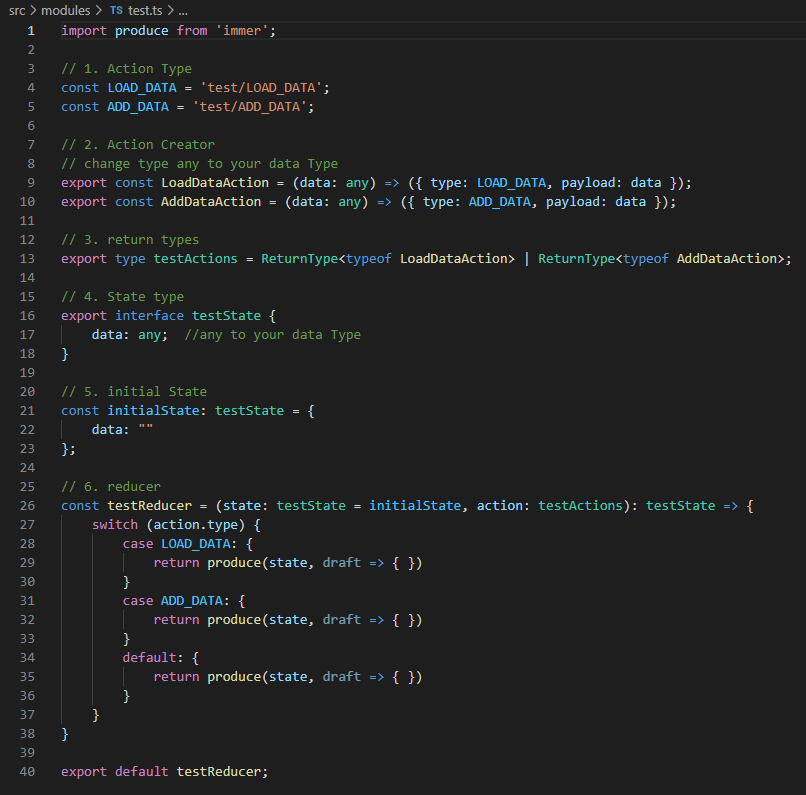 src > modules > TS test.ts > ...
1 import produce from 'immer';
2
3 // 1. Action Type
4 const LOAD_DATA = 'test/LOAD_DATA';
5 const ADD_DATA = 'test/ADD_DATA';
6
7 // 2. Action Creator
8 // change type any to your data Type
9 export const LoadDataAction = (data: any) => ({ type: LOAD_DATA, payload: data });
10 export const AddDataAction = (data: any) => ({ type: ADD_DATA, payload: data });
11
12 // 3. return types
13 export type testActions = ReturnType<typeof LoadDataAction> | ReturnType<typeof AddDataAction>;
14
15 // 4. State type
16 export interface testState {
17     data: any;  //any to your data Type
18 }
19
20 // 5. initial State
21 const initialState: testState = {
22     data: ""
23 };
24
25 // 6. reducer
26 const testReducer = (state: testState = initialState, action: testActions): testState => {
27     switch (action.type) {
28         case LOAD_DATA: {
29             return produce(state, draft => { })
30         }
31         case ADD_DATA: {
32             return produce(state, draft => { })
33         }
34         default: {
35             return produce(state, draft => { })
36         }
37     }
38 }
39
40 export default testReducer;